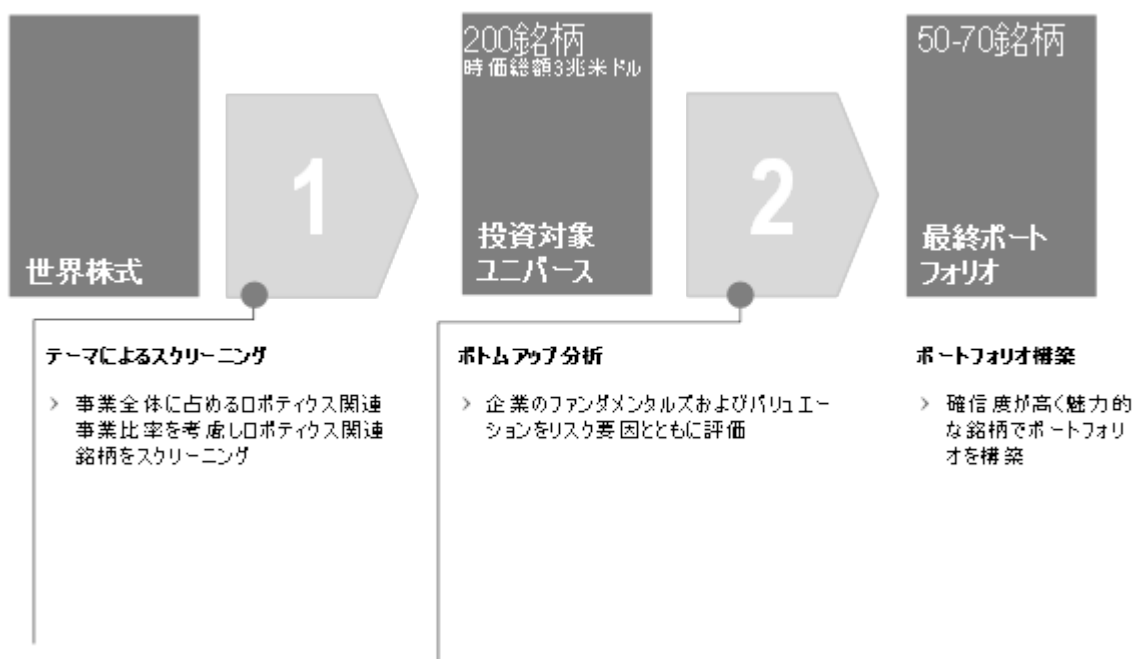 世界株式
1
200銘柄
時価総額3兆米ドル
投資対象
ユニバース
2
50-70銘柄
最終ポート
フォリオ
テーマによるスクリーニング
> 事業全体に占めるロボティクス関連
事業比率を考慮しロボティクス関連
銘柄をスクリーニング
ボトムアップ分析
> 企業のファンダメンタルズおよびバリュエー
ションをリスク要因とともに評価
ポートフォリオ構築
> 確信度が高く魅力的
な銘柄でポートフォリ
オを構築